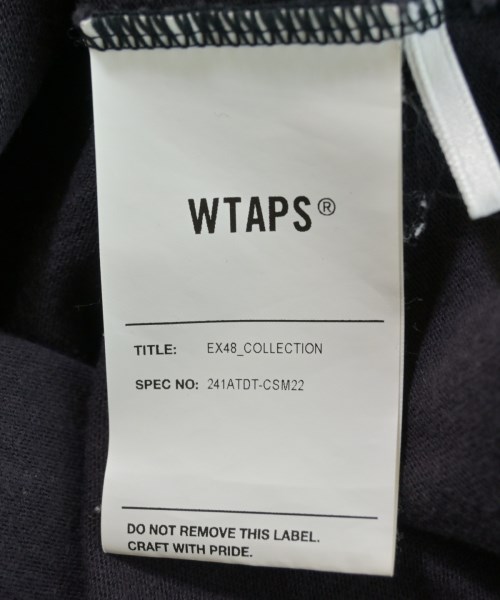 WTAPS®
TITLE: EX48_COLLECTION
SPEC NO: 241ATDT-CSM22
DO NOT REMOVE THIS LABEL.
CRAFT WITH PRIDE.